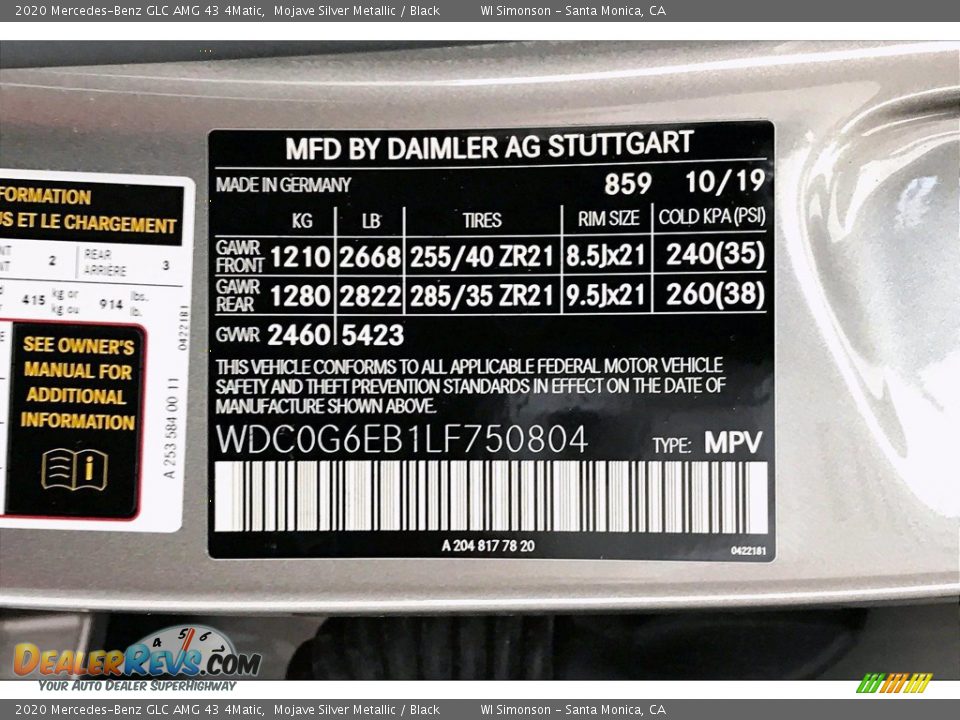 2020 Mercedes-Benz GLC AMG 43 4Matic, Mojave Silver Metallic / Black WI Simonson - Santa Monica, CA
FORMATION
US ET LE CHARGEMENT
2 REAR ARRIÈRE 3
415 kg or kg ou 914 lbs. lb.
SEE OWNER'S
MANUAL FOR
ADDITIONAL
INFORMATION
i
0422181
A 253 584 00 11
MFD BY DAIMLER AG STUTTGART
MADE IN GERMANY 859 10/19
KG LB TIRES RIM SIZE COLD KPA (PSI)
GAWR FRONT 1210 2668 255/40 ZR21 8.5Jx21 240(35)
GAWR REAR 1280 2822 285/35 ZR21 9.5Jx21 260(38)
GVWR 2460 5423
THIS VEHICLE CONFORMS TO ALL APPLICABLE FEDERAL MOTOR VEHICLE
SAFETY AND THEFT PREVENTION STANDARDS IN EFFECT ON THE DATE OF
MANUFACTURE SHOWN ABOVE.
WDC0G6EB1LF750804 TYPE: MPV
A 204 817 78 20
0422181
4 5 6
DEALERREVS.COM
YOUR AUTO DEALER SUPERHIGHWAY
2020 Mercedes-Benz GLC AMG 43 4Matic, Mojave Silver Metallic / Black WI Simonson - Santa Monica, CA